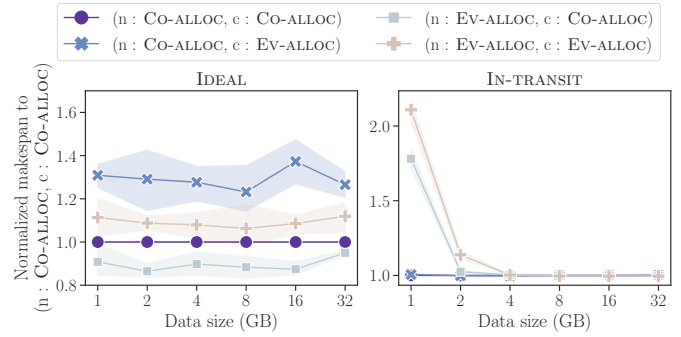 (n : CO-ALLOC, c : CO-ALLOC)
(n : EV-ALLOC, c : CO-ALLOC)
(n : CO-ALLOC, c : EV-ALLOC)
(n : EV-ALLOC, c : EV-ALLOC)
IDEAL
IN-TRANSIT
Normalized makespan to
(n : CO-ALLOC, c : CO-ALLOC)
1.6
1.4
1.2
1.0
0.8
2.0
1.5
1.0
1 2 4 8 16 32
1 2 4 8 16 32
Data size (GB)
Data size (GB)